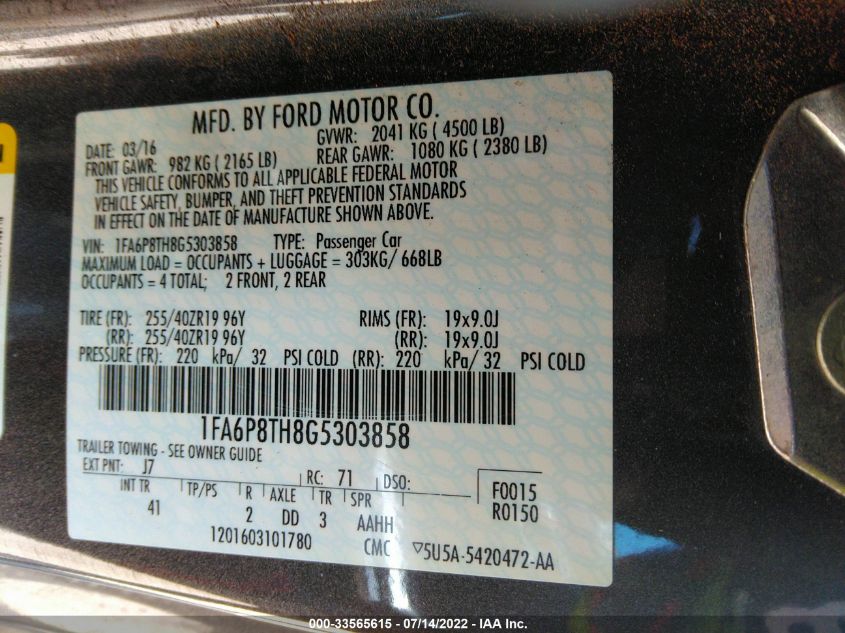 MFD. BY FORD MOTOR CO.
DATE: 03/16 GVWR: 2041 KG ( 4500 LB)
FRONT GAWR: 982 KG ( 2165 LB) REAR GAWR: 1080 KG ( 2380 LB)
THIS VEHICLE CONFORMS TO ALL APPLICABLE FEDERAL MOTOR
VEHICLE SAFETY, BUMPER, AND THEFT PREVENTION STANDARDS
IN EFFECT ON THE DATE OF MANUFACTURE SHOWN ABOVE.
VIN: 1FA6P8TH8G5303858 TYPE: Passenger Car
MAXIMUM LOAD = OCCUPANTS + LUGGAGE = 303KG/ 668LB
OCCUPANTS = 4 TOTAL; 2 FRONT, 2 REAR
TIRE (FR): 255/40ZR19 96Y RIMS (FR): 19x9.0J
(RR): 255/40ZR19 96Y (RR): 19x9.0J
PRESSURE (FR): 220 kPa/ 32 PSI COLD (RR): 220 kPa/ 32 PSI COLD
1FA6P8TH8G5303858
TRAILER TOWING - SEE OWNER GUIDE
EXT PNT: J7 RC: 71 DSO: F0015
INT TR TP/PS R AXLE TR SPR R0150
41 2 DD 3 AAHH
1201603101780 CMC ▽5U5A-5420472-AA
000-33565615 - 07/14/2022 - IAA Inc.